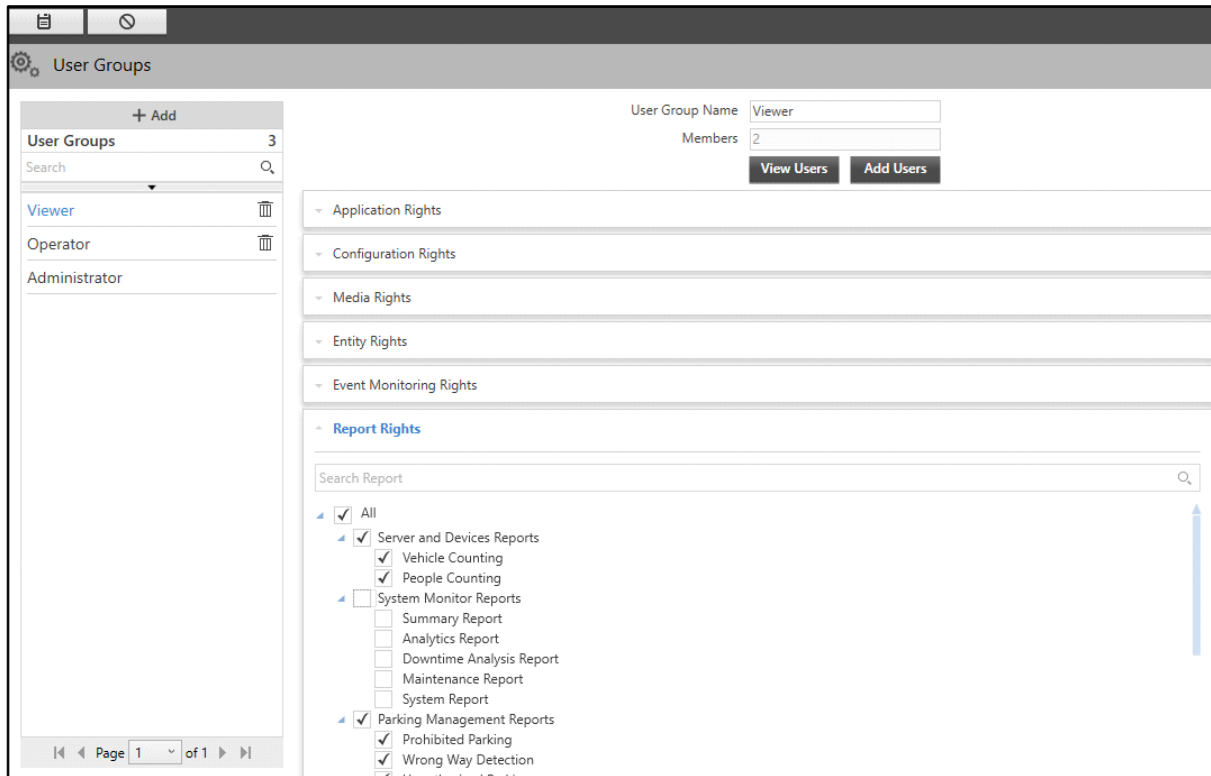 User Groups
+ Add
User Groups 3
Search
Viewer
Operator
Administrator
Page 1 of 1
User Group Name Viewer
Members 2
View Users Add Users
Application Rights
Configuration Rights
Media Rights
Entity Rights
Event Monitoring Rights
Report Rights
Search Report
All
Server and Devices Reports
Vehicle Counting
People Counting
System Monitor Reports
Summary Report
Analytics Report
Downtime Analysis Report
Maintenance Report
System Report
Parking Management Reports
Prohibited Parking
Wrong Way Detection